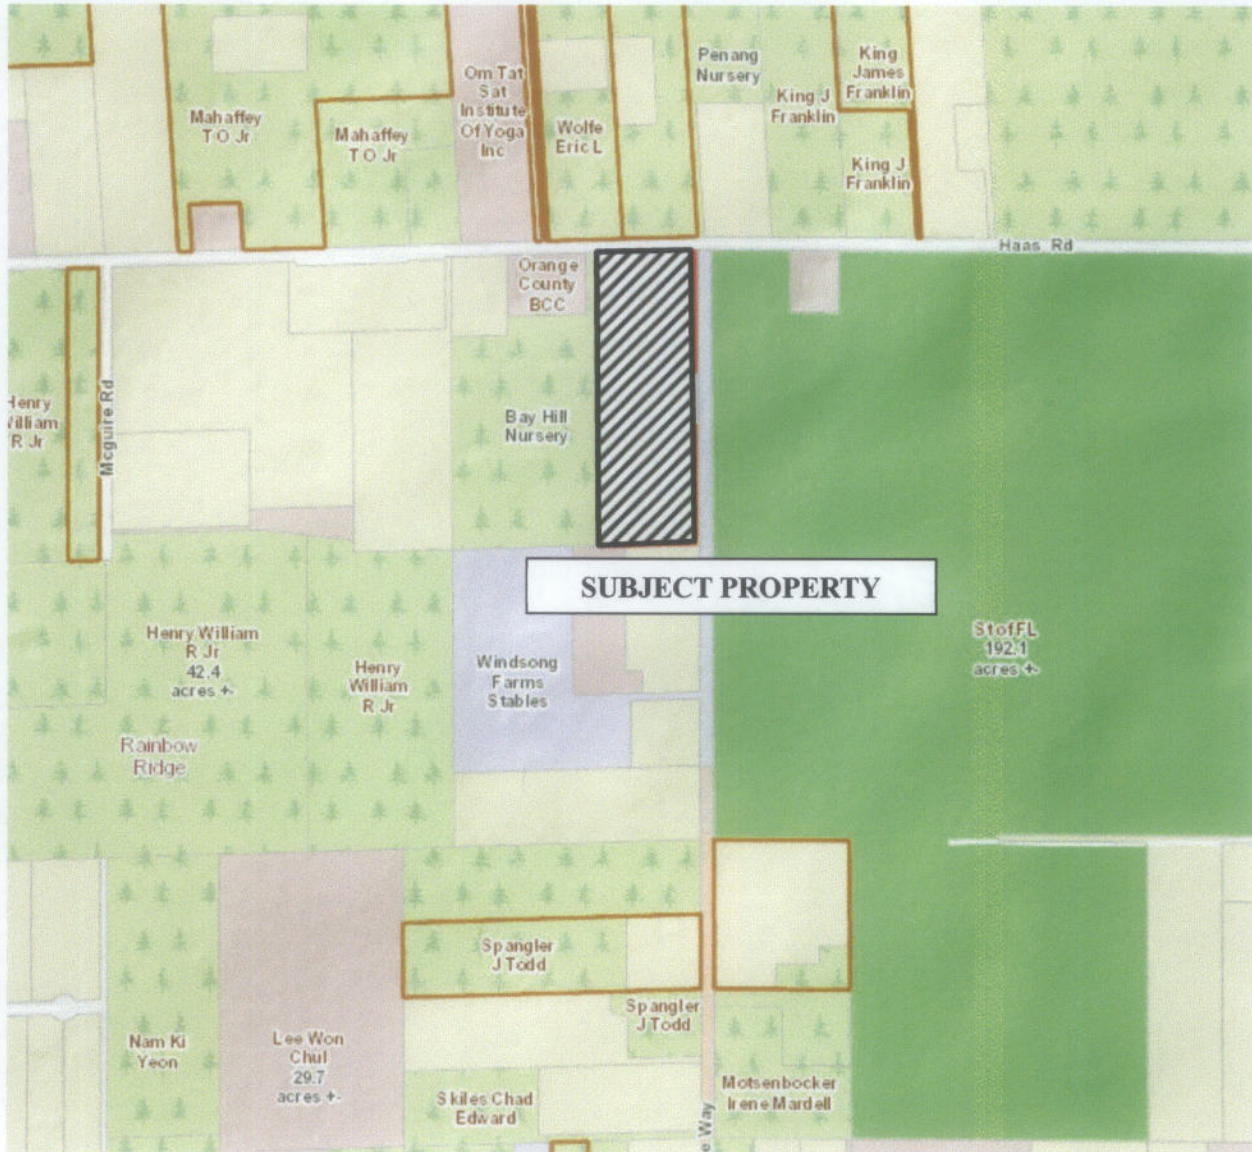 Penang
Nursery
King
James
Franklin
Om Tat
Sat
Institute
Of Yoga
Inc
King J
Franklin
Mahaffey
T O Jr
Mahaffey
T O Jr
Wolfe
Eric L
King J
Franklin
Haas Rd
Orange
County
BCC
Mcguire Rd
Henry
William
R Jr
Bay Hill
Nursery
SUBJECT PROPERTY
Henry William
R Jr
42.4
acres +-
Henry
William
R Jr
Windsong
Farms
Stables
St of FL
192.1
acres +-
Rainbow
Ridge
Spangler
J Todd
Spangler
J Todd
Nam Ki
Yeon
Lee Won
Chul
29.7
acres +-
Skiles Chad
Edward
Motsenbocker
Irene Mardell
e Way